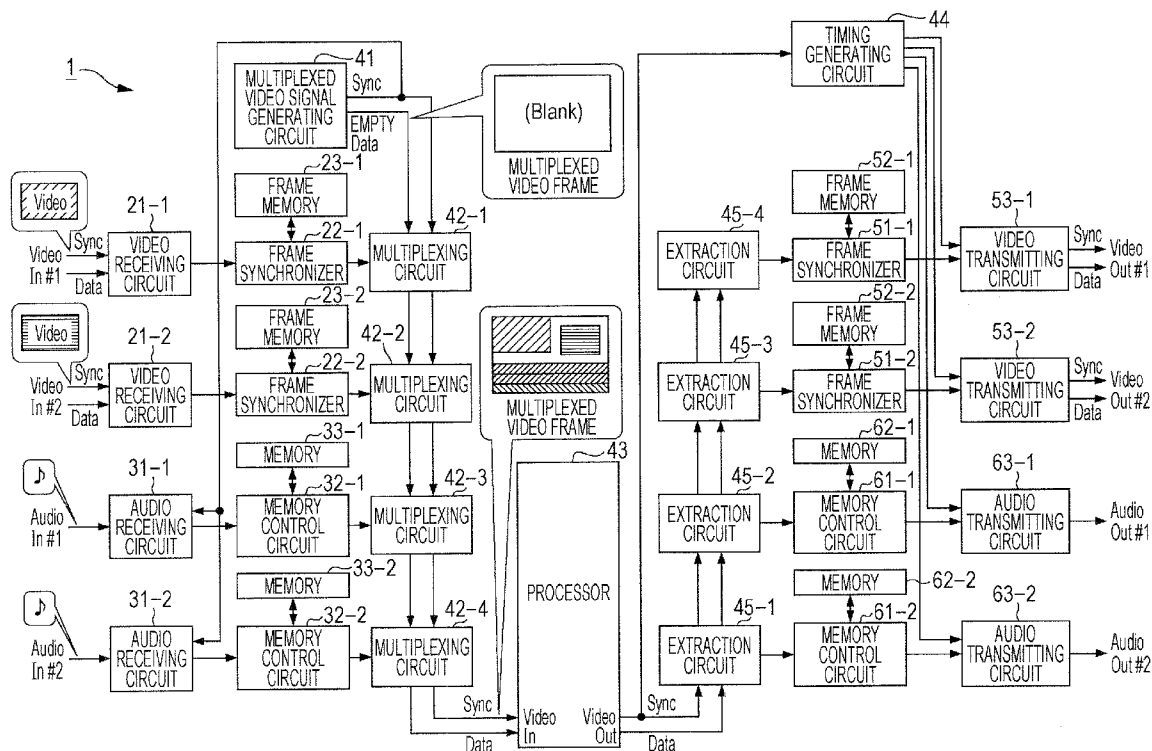 1
41
MULTIPLEXED
VIDEO SIGNAL
GENERATING
CIRCUIT
Sync
EMPTY
Data
(Blank)
MULTIPLEXED
VIDEO FRAME
44
TIMING
GENERATING
CIRCUIT
Video
Sync
Video
In #1
Data
21-1
VIDEO
RECEIVING
CIRCUIT
23-1
FRAME
MEMORY
22-1
FRAME
SYNCHRONIZER
42-1
MULTIPLEXING
CIRCUIT
45-4
EXTRACTION
CIRCUIT
52-1
FRAME
MEMORY
51-1
FRAME
SYNCHRONIZER
53-1
VIDEO
TRANSMITTING
CIRCUIT
Sync
Video
Out #1
Data
Video
Sync
Video
In #2
Data
21-2
VIDEO
RECEIVING
CIRCUIT
23-2
FRAME
MEMORY
22-2
FRAME
SYNCHRONIZER
42-2
MULTIPLEXING
CIRCUIT
MULTIPLEXED
VIDEO FRAME
45-3
EXTRACTION
CIRCUIT
52-2
FRAME
MEMORY
51-2
FRAME
SYNCHRONIZER
53-2
VIDEO
TRANSMITTING
CIRCUIT
Sync
Video
Out #2
Data
♪
Audio
In #1
31-1
AUDIO
RECEIVING
CIRCUIT
33-1
MEMORY
32-1
MEMORY
CONTROL
CIRCUIT
42-3
MULTIPLEXING
CIRCUIT
43
PROCESSOR
45-2
EXTRACTION
CIRCUIT
62-1
MEMORY
61-1
MEMORY
CONTROL
CIRCUIT
63-1
AUDIO
TRANSMITTING
CIRCUIT
Audio
Out #1
♪
Audio
In #2
31-2
AUDIO
RECEIVING
CIRCUIT
33-2
MEMORY
32-2
MEMORY
CONTROL
CIRCUIT
42-4
MULTIPLEXING
CIRCUIT
Sync
Data
Video
In
Video
Out
Sync
Data
45-1
EXTRACTION
CIRCUIT
MEMORY
62-2
61-2
MEMORY
CONTROL
CIRCUIT
63-2
AUDIO
TRANSMITTING
CIRCUIT
Audio
Out #2